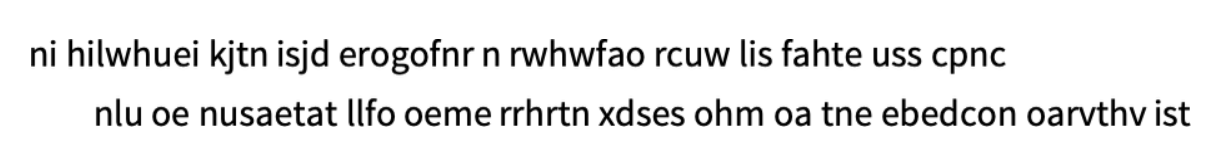 ni hilwhuei kjtn isjd erogofnr n rwhwfao rcuw lis fahte uss cpnc
nlu oe nusaetat llfo oeme rrhrtn xdses ohm oa tne ebedcon oarvthv ist